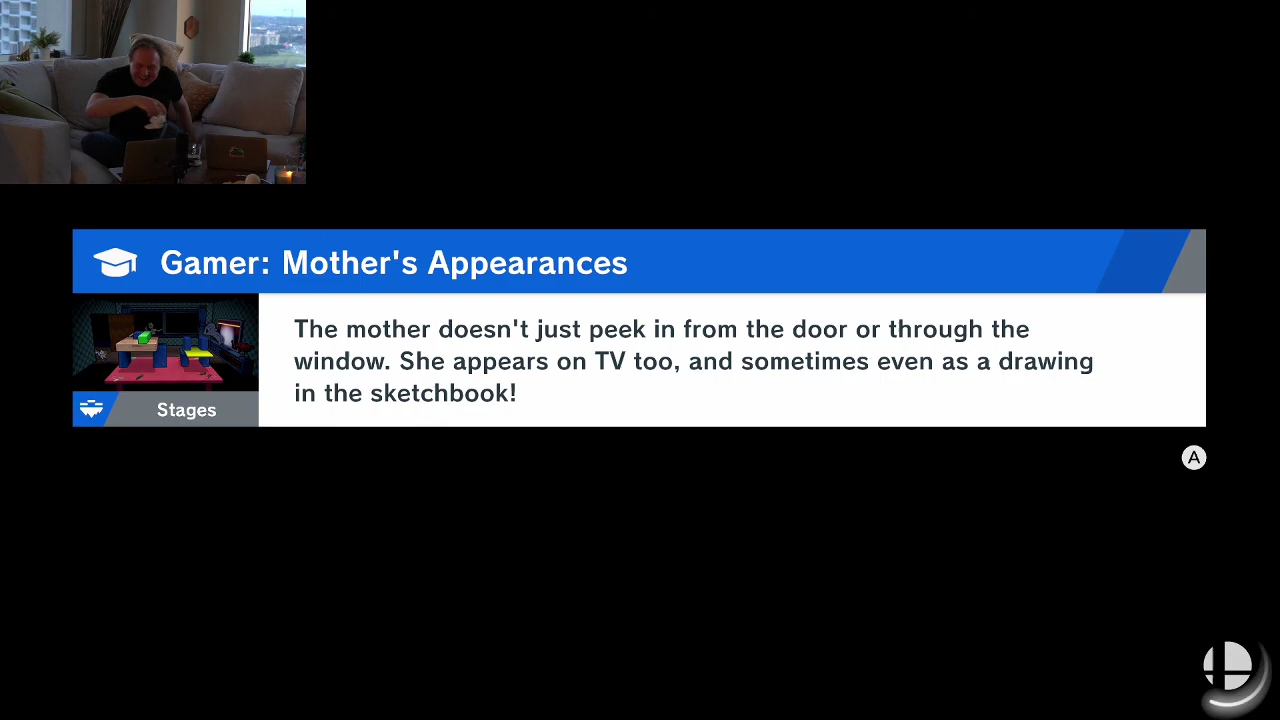 Gamer: Mother's Appearances
The mother doesn't just peek in from the door or through the
window. She appears on TV too, and sometimes even as a drawing
in the sketchbook!
Stages
A